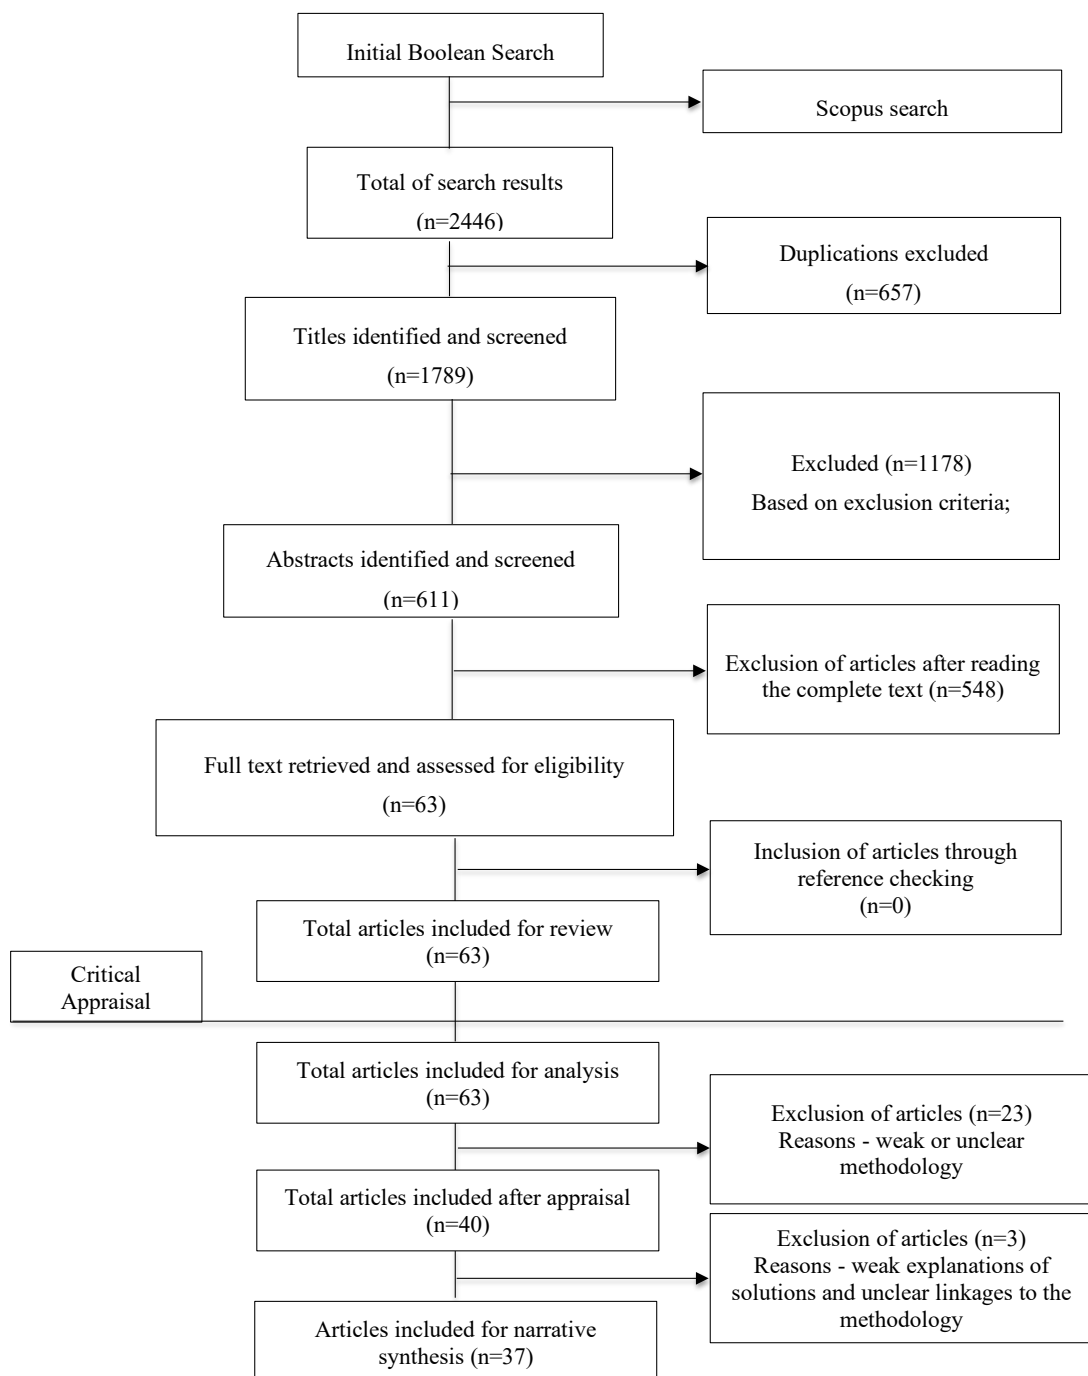 Initial Boolean Search
Scopus search
Total of search results
(n=2446)
Duplications excluded
(n=657)
Titles identified and screened
(n=1789)
Excluded (n=1178)
Based on exclusion criteria;
Abstracts identified and screened
(n=611)
Exclusion of articles after reading
the complete text (n=548)
Full text retrieved and assessed for eligibility
(n=63)
Inclusion of articles through
reference checking
(n=0)
Total articles included for review
(n=63)
Critical
Appraisal
Total articles included for analysis
(n=63)
Exclusion of articles (n=23)
Reasons - weak or unclear
methodology
Total articles included after appraisal
(n=40)
Exclusion of articles (n=3)
Reasons - weak explanations of
solutions and unclear linkages to the
methodology
Articles included for narrative
synthesis (n=37)